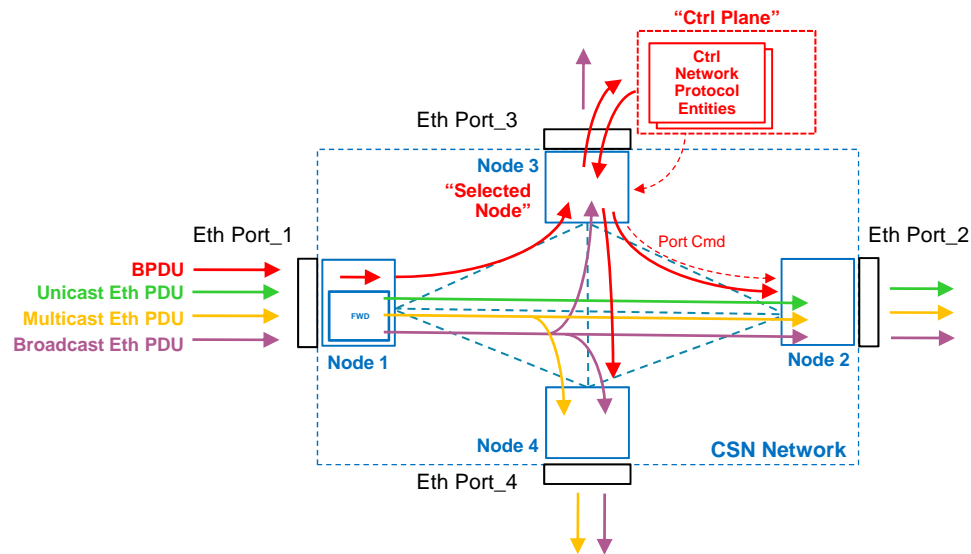 “Ctrl Plane”
Ctrl
Network
Protocol
Entities
Eth Port_3
Node 3
“Selected
Node”
Eth Port_1
Eth Port_2
Port Cmd
BPDU
Unicast Eth PDU
Multicast Eth PDU
Broadcast Eth PDU
FWD
Node 1
Node 2
Node 4
CSN Network
Eth Port_4